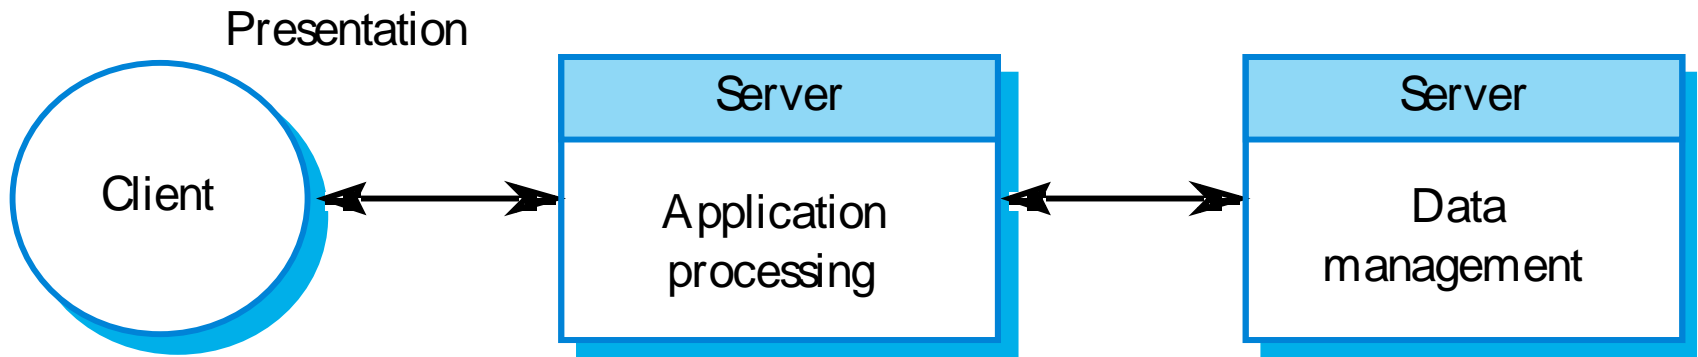 Presentation
Client
Server
Application
processing
Server
Data
management